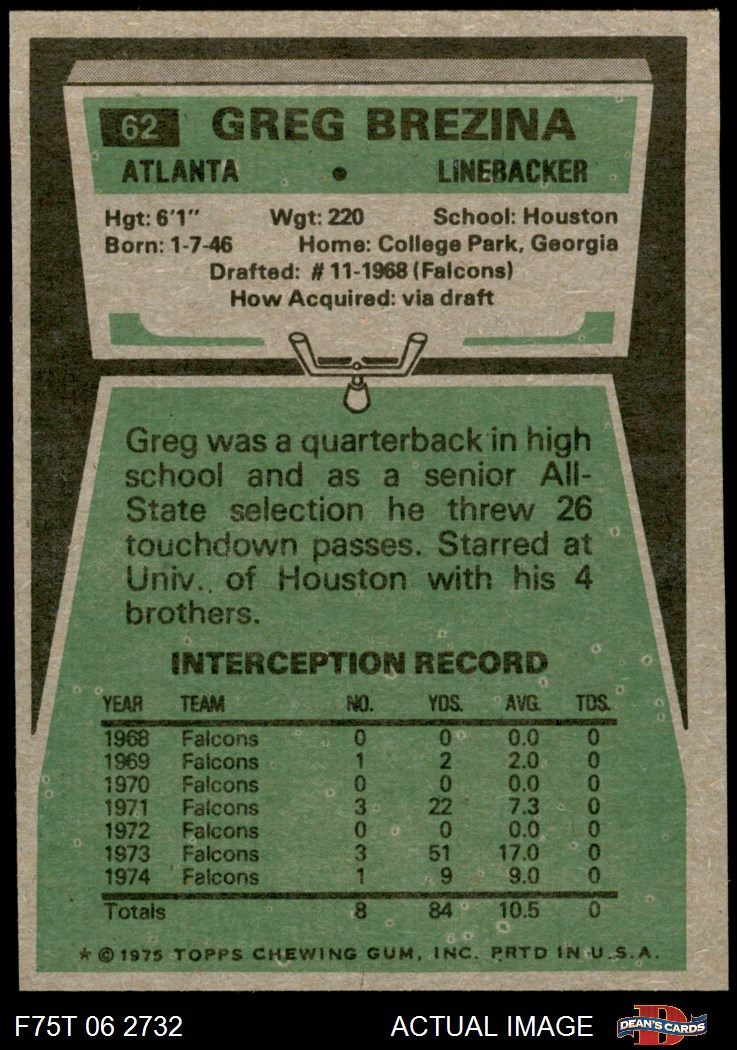 62 GREG BREZINA
ATLANTA • LINEBACKER
Hgt: 6'1" Wgt: 220 School: Houston
Born: 1-7-46 Home: College Park, Georgia
Drafted: # 11-1968 (Falcons)
How Acquired: via draft
Greg was a quarterback in high
school and as a senior All-
State selection he threw 26
touchdown passes. Starred at
Univ. of Houston with his 4
brothers.
INTERCEPTION RECORD
YEAR TEAM NO. YDS. AVG. TDS.
1968 Falcons 0 0 0.0 0
1969 Falcons 1 2 2.0 0
1970 Falcons 0 0 0.0 0
1971 Falcons 3 22 7.3 0
1972 Falcons 0 0 0.0 0
1973 Falcons 3 51 17.0 0
1974 Falcons 1 9 9.0 0
Totals 8 84 10.5 0
* © 1975 TOPPS CHEWING GUM, INC. PRTD IN U.S.A.
F75T 06 2732 ACTUAL IMAGE D DEAN'S CARDS